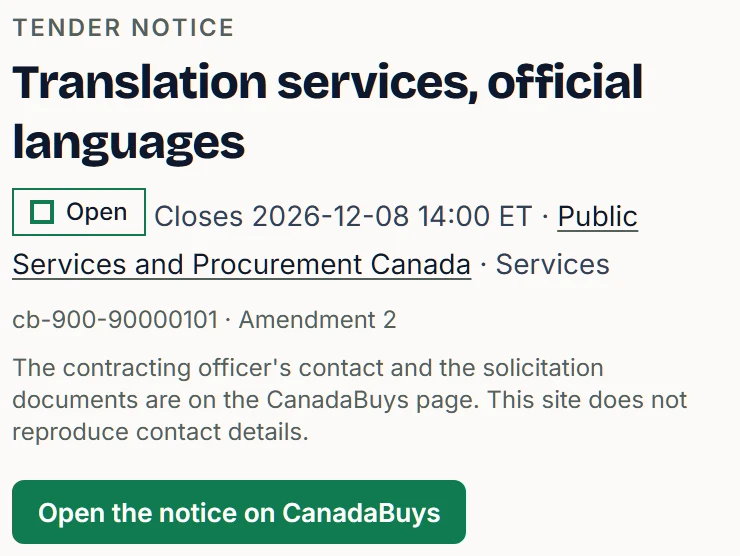 TENDER NOTICE
Translation services, official
languages
Open Closes 2026-12-08 14:00 ET · Public
Services and Procurement Canada · Services
cb-900-90000101 · Amendment 2
The contracting officer's contact and the solicitation
documents are on the CanadaBuys page. This site does not
reproduce contact details.
Open the notice on CanadaBuys